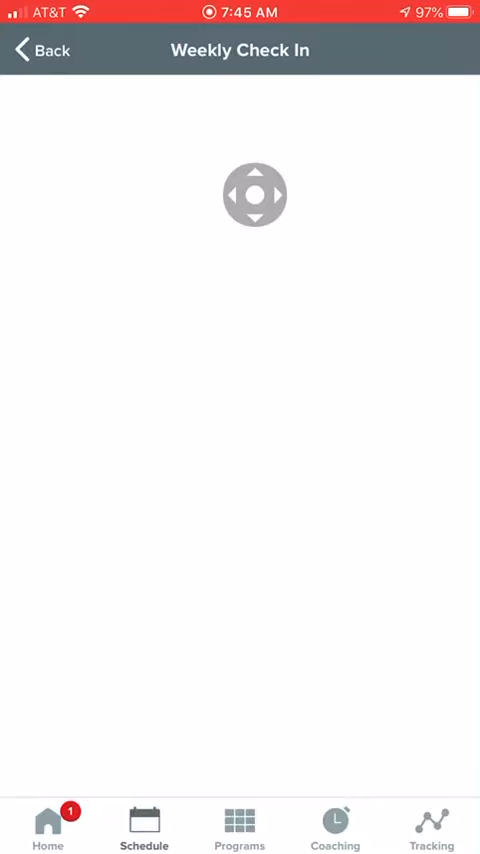 AT&T 7:45 AM 97%
Back Weekly Check In
1
Home Schedule Programs Coaching Tracking